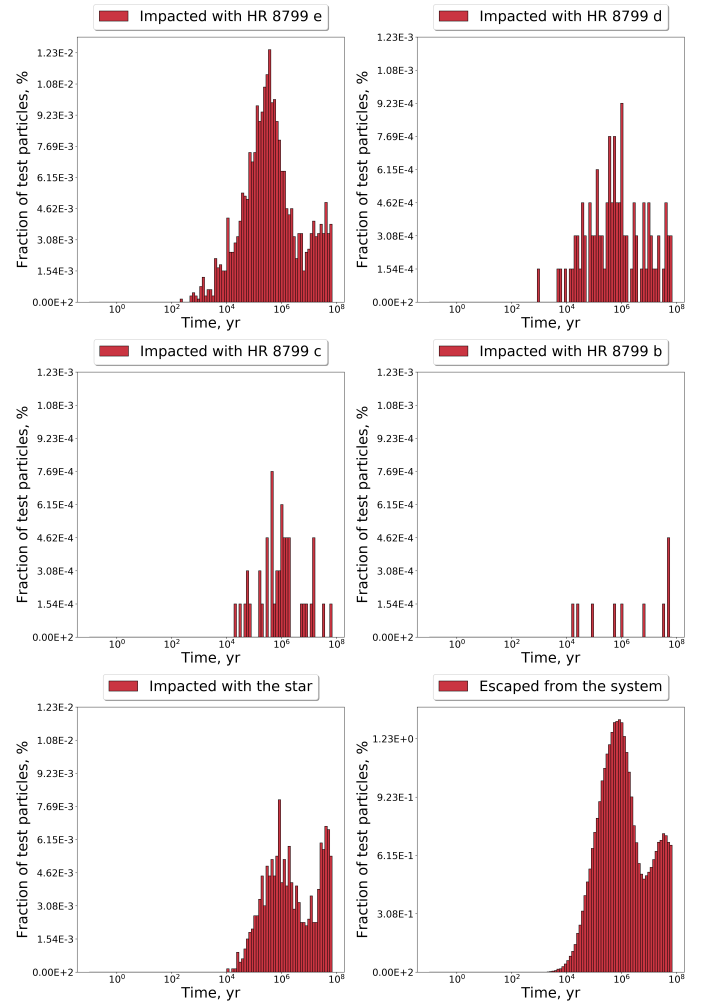 Impacted with HR 8799 e
Fraction of test particles, %
1.23E-2
1.08E-2
9.23E-3
7.69E-3
6.15E-3
4.62E-3
3.08E-3
1.54E-3
0.00E+2
10^0 10^2 10^4 10^6 10^8
Time, yr
Impacted with HR 8799 d
Fraction of test particles, %
1.23E-3
1.08E-3
9.23E-4
7.69E-4
6.15E-4
4.62E-4
3.08E-4
1.54E-4
0.00E+2
10^0 10^2 10^4 10^6 10^8
Time, yr
Impacted with HR 8799 c
Fraction of test particles, %
1.23E-3
1.08E-3
9.23E-4
7.69E-4
6.15E-4
4.62E-4
3.08E-4
1.54E-4
0.00E+2
10^0 10^2 10^4 10^6 10^8
Time, yr
Impacted with HR 8799 b
Fraction of test particles, %
1.23E-3
1.08E-3
9.23E-4
7.69E-4
6.15E-4
4.62E-4
3.08E-4
1.54E-4
0.00E+2
10^0 10^2 10^4 10^6 10^8
Time, yr
Impacted with the star
Fraction of test particles, %
1.23E-2
1.08E-2
9.23E-3
7.69E-3
6.15E-3
4.62E-3
3.08E-3
1.54E-3
0.00E+2
10^0 10^2 10^4 10^6 10^8
Time, yr
Escaped from the system
Fraction of test particles, %
1.23E+0
9.23E-1
6.15E-1
3.08E-1
0.00E+2
10^0 10^2 10^4 10^6 10^8
Time, yr